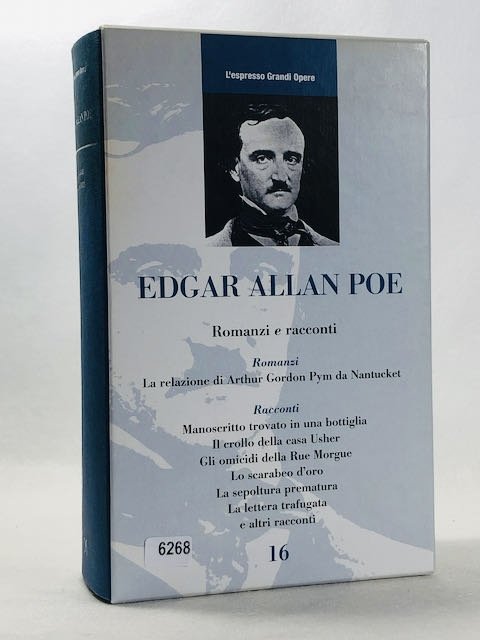 L'espresso Grandi Opere
EDGAR ALLAN POE
Romanzi e racconti
Romanzi
La relazione di Arthur Gordon Pym da Nantucket
Racconti
Manoscritto trovato in una bottiglia
Il crollo della casa Usher
Gli omicidi della Rue Morgue
Lo scarabeo d'oro
La sepoltura prematura
La lettera trafugata
e altri racconti
6268
16